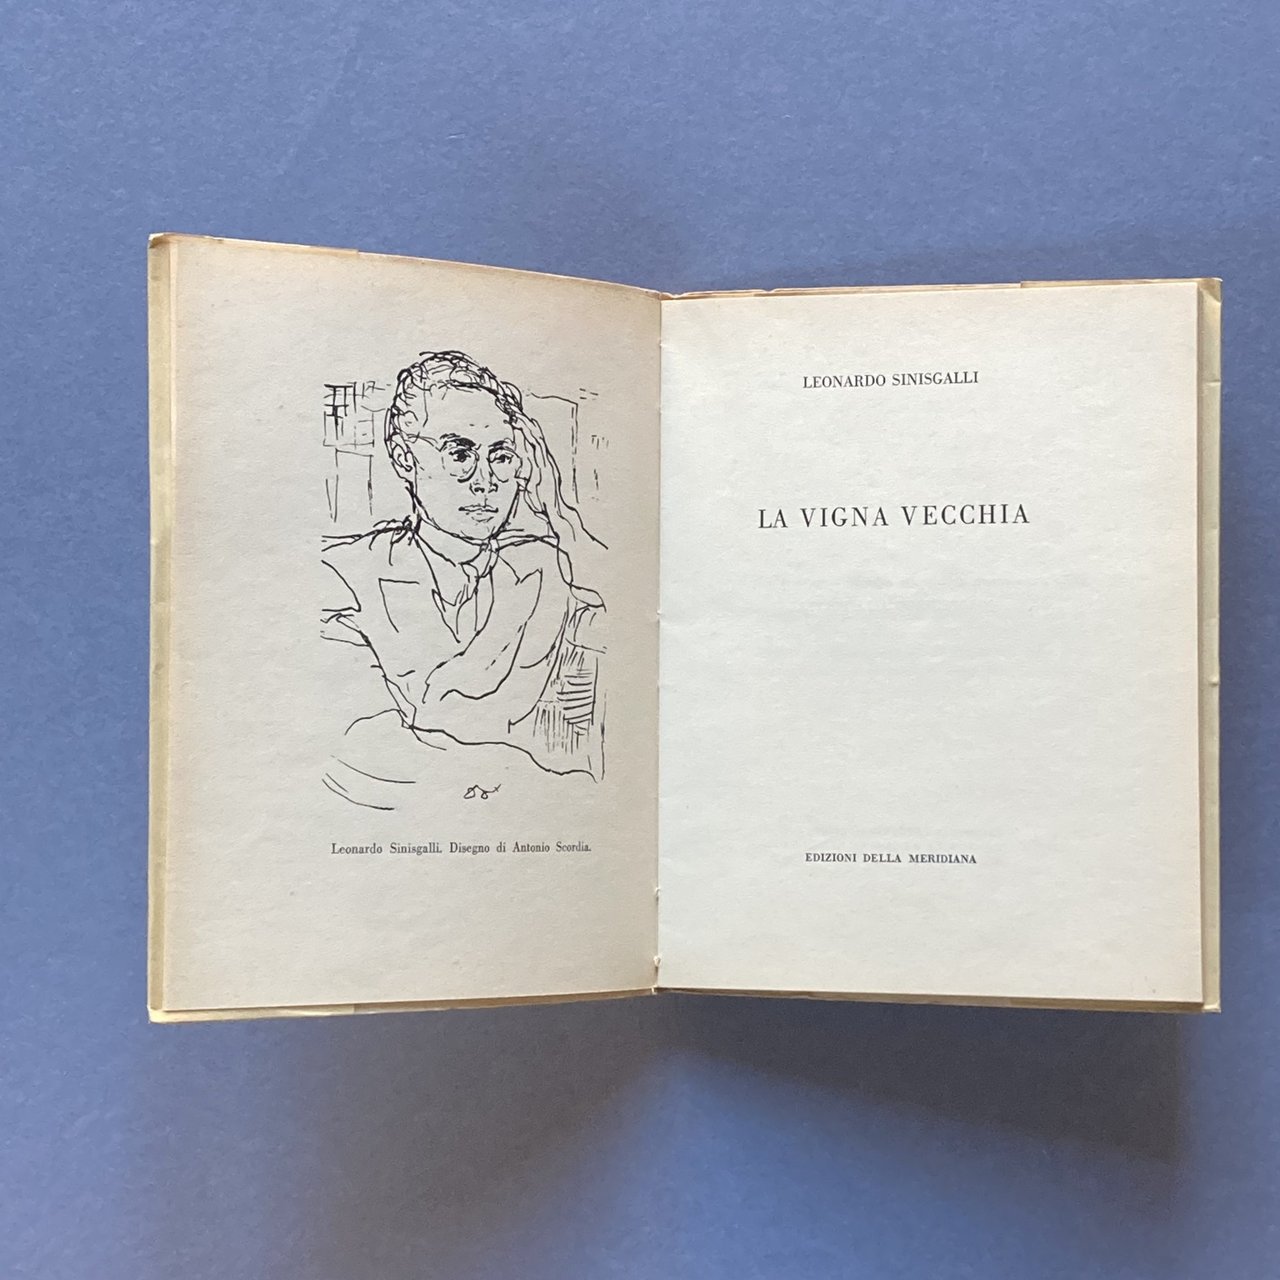 Leonardo Sinisgalli. Disegno di Antonio Scordia.
LEONARDO SINISGALLI
LA VIGNA VECCHIA
EDIZIONI DELLA MERIDIANA